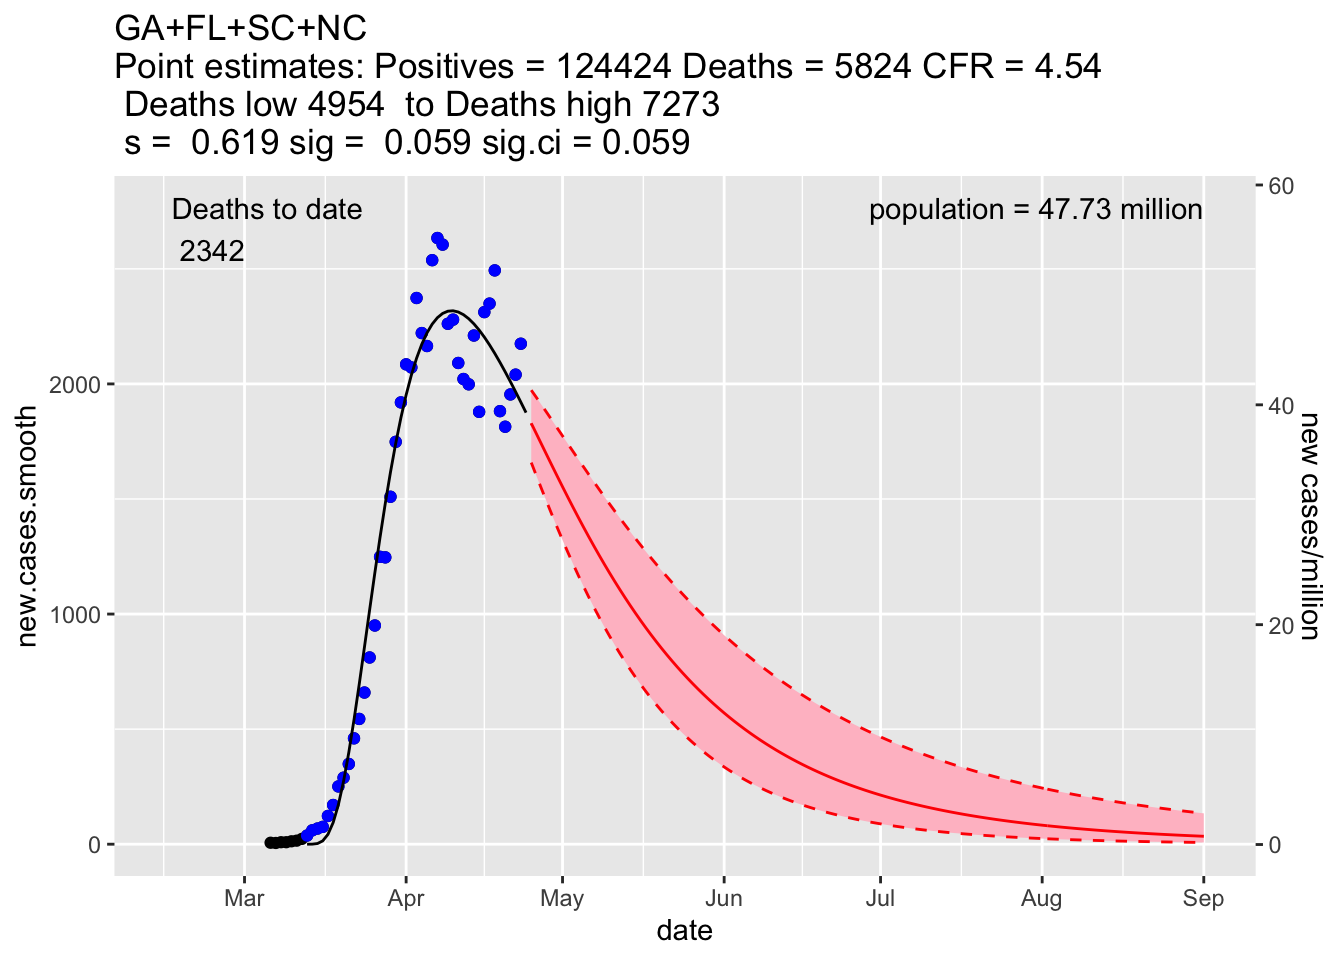 GA+FL+SC+NC
Point estimates: Positives = 124424 Deaths = 5824 CFR = 4.54
Deaths low 4954  to Deaths high 7273
s =  0.619 sig =  0.059 sig.ci = 0.059
Deaths to date
2342
population = 47.73 million
new.cases.smooth
2000
1000
0
60
40
20
0
new cases/million
Mar
Apr
May
Jun
Jul
Aug
Sep
date